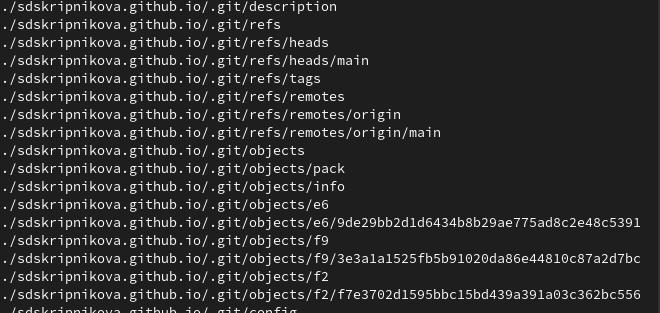 ./sdskripnikova.github.io/.git/description
./sdskripnikova.github.io/.git/refs
./sdskripnikova.github.io/.git/refs/heads
./sdskripnikova.github.io/.git/refs/heads/main
./sdskripnikova.github.io/.git/refs/tags
./sdskripnikova.github.io/.git/refs/remotes
./sdskripnikova.github.io/.git/refs/remotes/origin
./sdskripnikova.github.io/.git/refs/remotes/origin/main
./sdskripnikova.github.io/.git/objects
./sdskripnikova.github.io/.git/objects/pack
./sdskripnikova.github.io/.git/objects/info
./sdskripnikova.github.io/.git/objects/e6
./sdskripnikova.github.io/.git/objects/e6/9de29bb2d1d6434b8b29ae775ad8c2e48c5391
./sdskripnikova.github.io/.git/objects/f9
./sdskripnikova.github.io/.git/objects/f9/3e3a1a1525fb5b91020da86e44810c87a2d7bc
./sdskripnikova.github.io/.git/objects/f2
./sdskripnikova.github.io/.git/objects/f2/f7e3702d1595bbc15bd439a391a03c362bc556
./sdskripnikova.github.io/.git/config